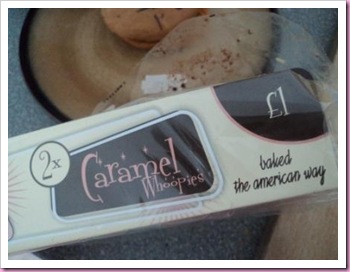 2x
Caramel
Whoopies
£1
baked
the american way